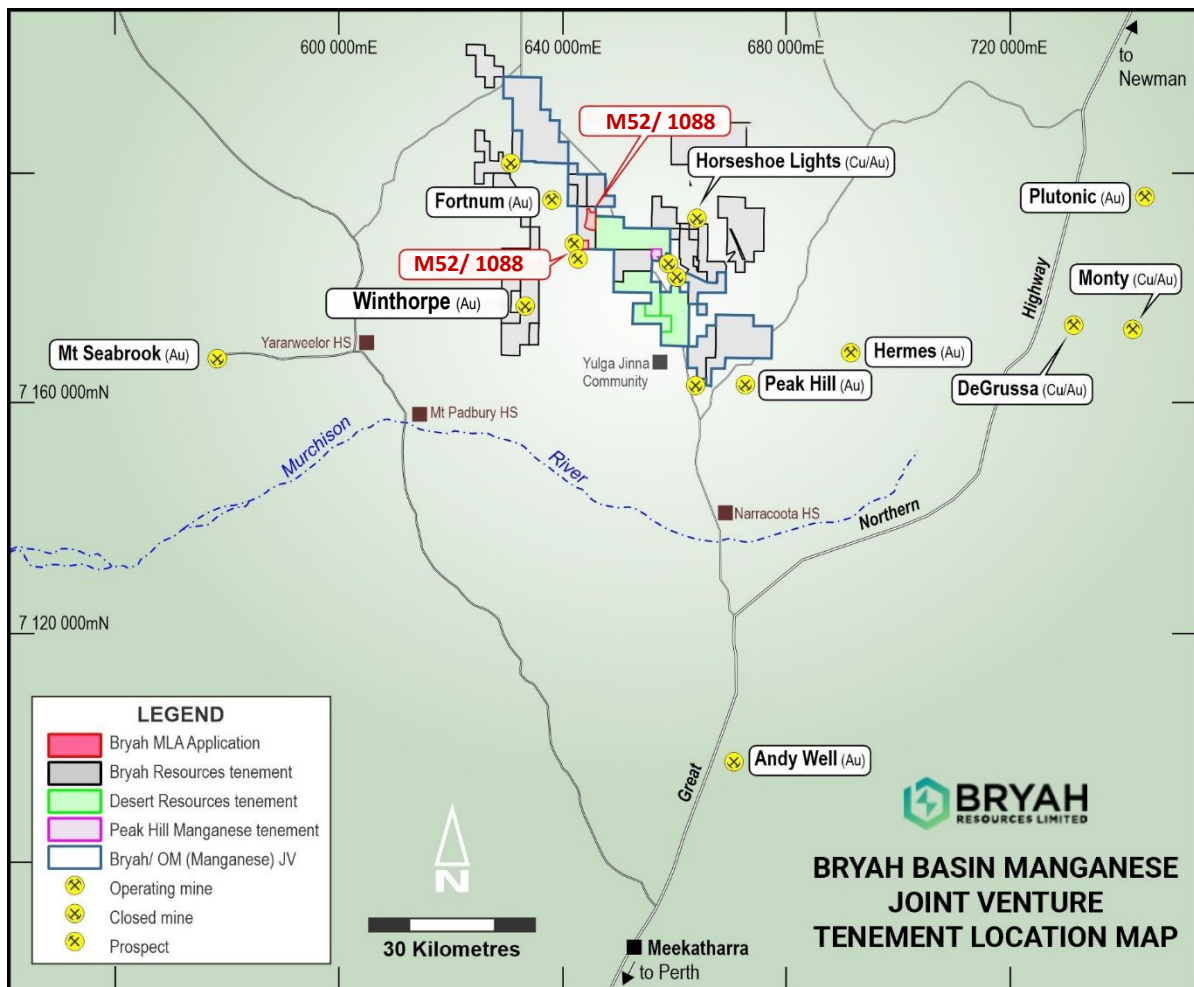 600 000mE
640 000mE
680 000mE
720 000mE
to
Newman
M52/ 1088
Horseshoe Lights (Cu/Au)
Fortnum (Au)
Plutonic (Au)
M52/ 1088
Highway
Monty (Cu/Au)
Winthorpe (Au)
Yararweelor HS
Mt Seabrook (Au)
Yulga Jinna
Community
Hermes (Au)
Peak Hill (Au)
DeGrussa (Cu/Au)
7 160 000mN
Mt Padbury HS
Murchison
River
Narracoota HS
Northern
7 120 000mN
LEGEND
Bryah MLA Application
Bryah Resources tenement
Desert Resources tenement
Peak Hill Manganese tenement
Bryah/ OM (Manganese) JV
Operating mine
Closed mine
Prospect
Andy Well (Au)
Great
N
30 Kilometres
Meekatharra
to Perth
BRYAH
RESOURCES LIMITED
BRYAH BASIN MANGANESE
JOINT VENTURE
TENEMENT LOCATION MAP